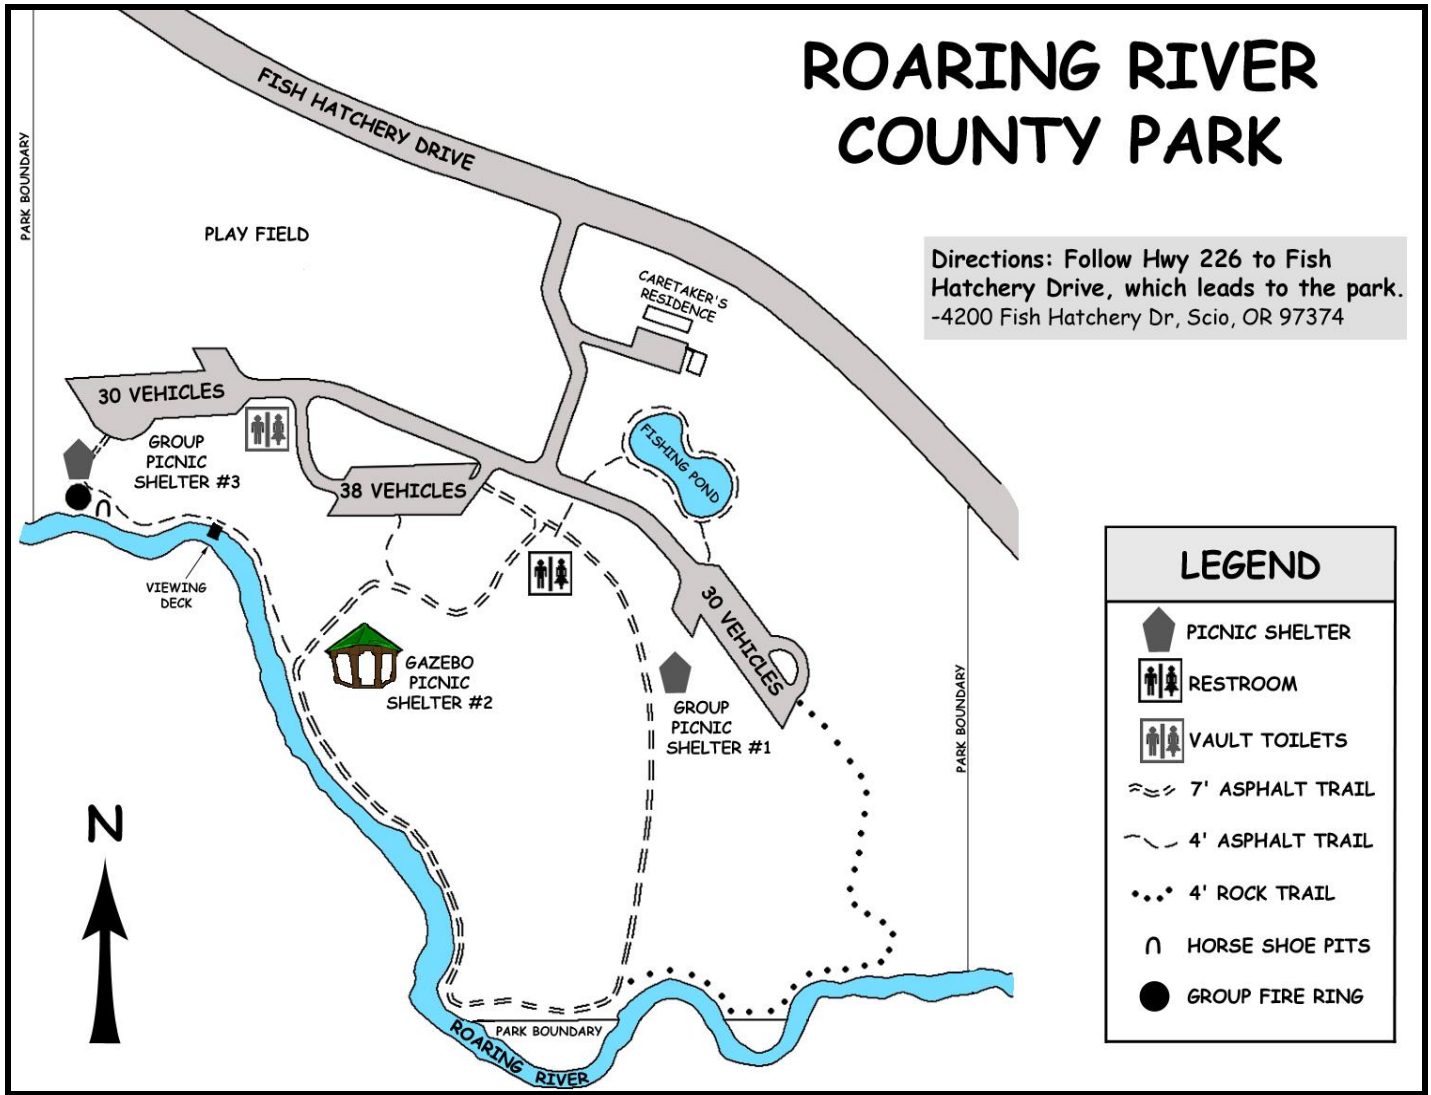 ROARING RIVER
COUNTY PARK
FISH HATCHERY DRIVE
PARK BOUNDARY
PLAY FIELD
Directions: Follow Hwy 226 to Fish
Hatchery Drive, which leads to the park.
-4200 Fish Hatchery Dr, Scio, OR 97374
CARETAKER'S
RESIDENCE
30 VEHICLES
GROUP
PICNIC
SHELTER #3
38 VEHICLES
FISHING POND
VIEWING
DECK
30 VEHICLES
GAZEBO
PICNIC
SHELTER #2
GROUP
PICNIC
SHELTER #1
PARK BOUNDARY
N
PARK BOUNDARY
ROARING RIVER
LEGEND
PICNIC SHELTER
RESTROOM
VAULT TOILETS
7' ASPHALT TRAIL
4' ASPHALT TRAIL
4' ROCK TRAIL
HORSE SHOE PITS
GROUP FIRE RING